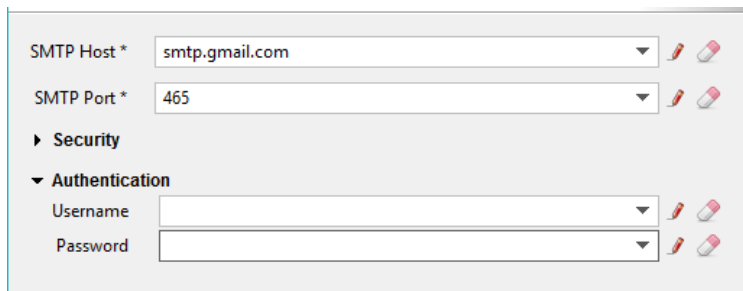 SMTP Host * smtp.gmail.com
SMTP Port * 465
Security
Authentication
Username
Password